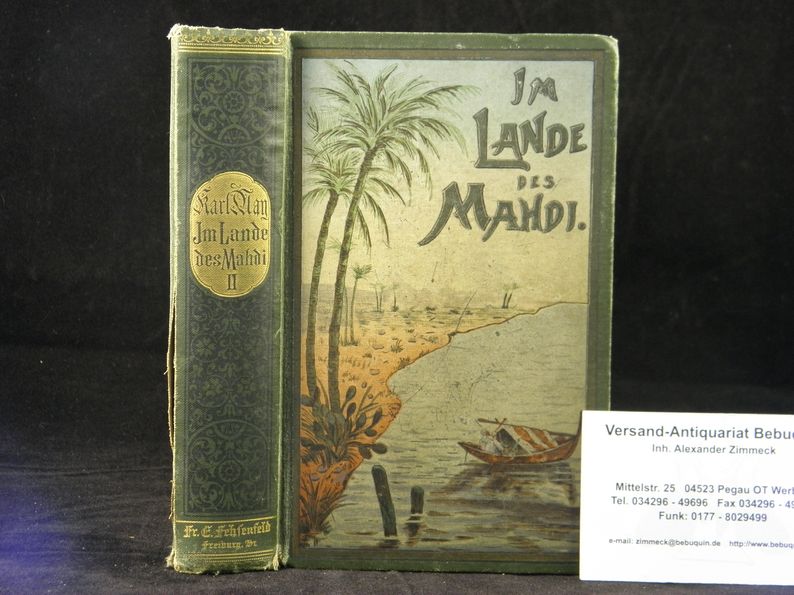 Karl May
Im Lande
des Mahdi
II
Fr. E. Fehsenfeld
Freiburg. Br
IM
LANDE
DES
MAHDI.
Versand-Antiquariat Bebuq
Inh. Alexander Zimmeck
Mittelstr. 25 04523 Pegau OT Werb
Tel. 034296 - 49696 Fax 034296 - 49
Funk: 0177 - 8029499
e-mail: zimmeck@bebuquin.de http://www.bebuq